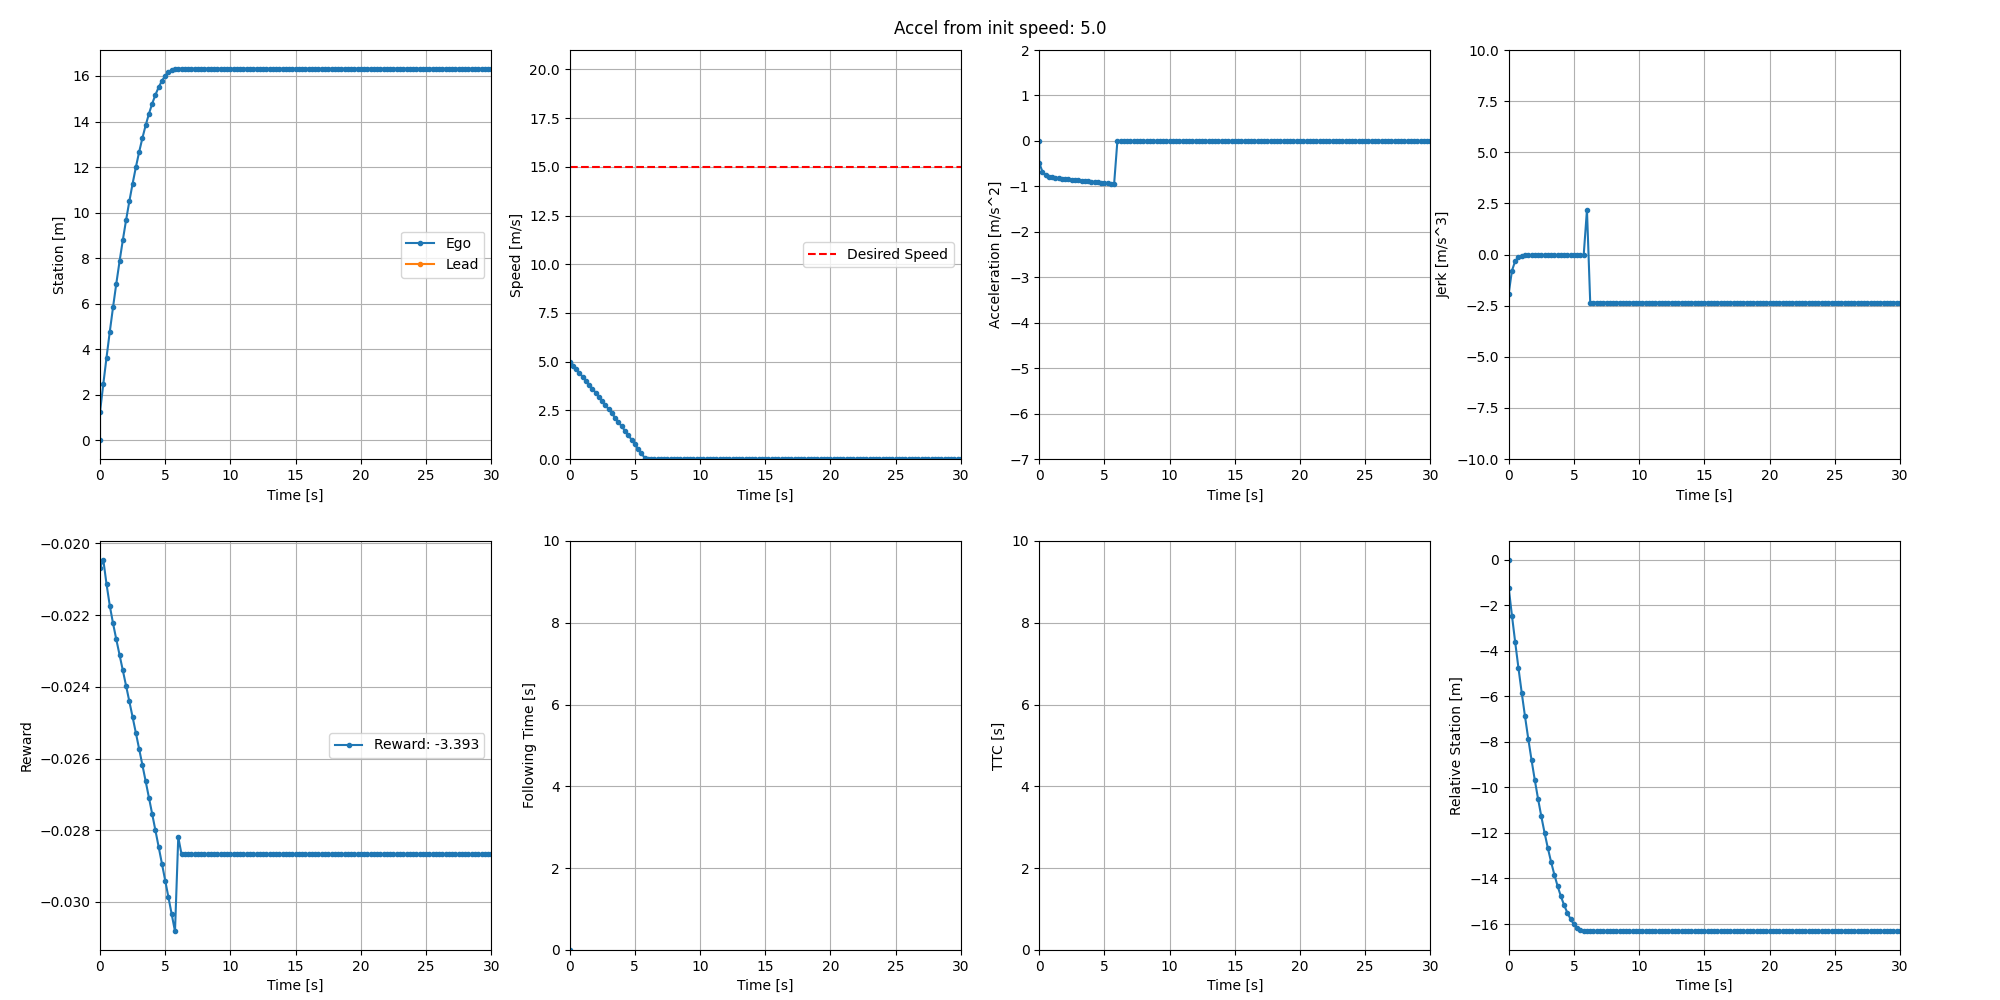 Accel from init speed: 5.0
Station [m]
16
14
12
10
8
6
4
2
0
0 5 10 15 20 25 30
Time [s]
Ego
Lead
Speed [m/s]
20.0
17.5
15.0
12.5
10.0
7.5
5.0
2.5
0.0
0 5 10 15 20 25 30
Time [s]
Desired Speed
Acceleration [m/s^2]
2
1
0
−1
−2
−3
−4
−5
−6
−7
0 5 10 15 20 25 30
Time [s]
Jerk [m/s^3]
10.0
7.5
5.0
2.5
0.0
−2.5
−5.0
−7.5
−10.0
0 5 10 15 20 25 30
Time [s]
Reward
−0.020
−0.022
−0.024
−0.026
−0.028
−0.030
0 5 10 15 20 25 30
Time [s]
Reward: -3.393
Following Time [s]
10
8
6
4
2
0
0 5 10 15 20 25 30
Time [s]
TTC [s]
10
8
6
4
2
0
0 5 10 15 20 25 30
Time [s]
Relative Station [m]
0
−2
−4
−6
−8
−10
−12
−14
−16
0 5 10 15 20 25 30
Time [s]